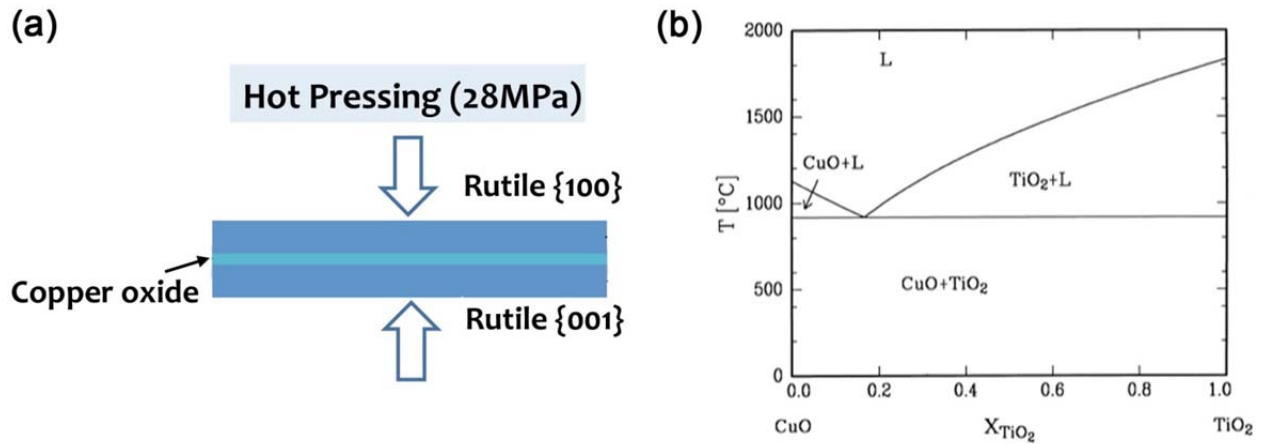 (a)
Hot Pressing (28MPa)
Rutile {100}
Copper oxide
Rutile {001}
(b)
2000
1500
1000
500
0
T [°C]
L
CuO+L
TiO₂+L
CuO+TiO₂
0.0 0.2 0.4 0.6 0.8 1.0
CuO X_TiO₂ TiO₂